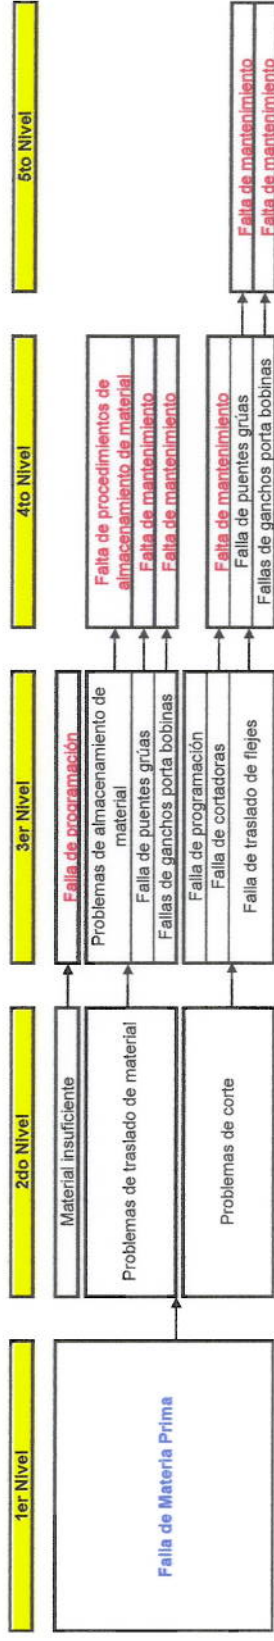 1er Nivel
2do Nivel
3er Nivel
4to Nivel
5to Nivel
Falla de Materia Prima
Material insuficiente
Problemas de traslado de material
Problemas de corte
Falla de programación
Problemas de almacenamiento de
material
Falla de puentes grúas
Fallas de ganchos porta bobinas
Falla de programación
Falla de cortadoras
Falla de traslado de flejes
Falta de procedimientos de
almacenamiento de material
Falta de mantenimiento
Falta de mantenimiento
Falta de mantenimiento
Falla de puentes grúas
Fallas de ganchos porta bobinas
Falta de mantenimiento
Falta de mantenimiento